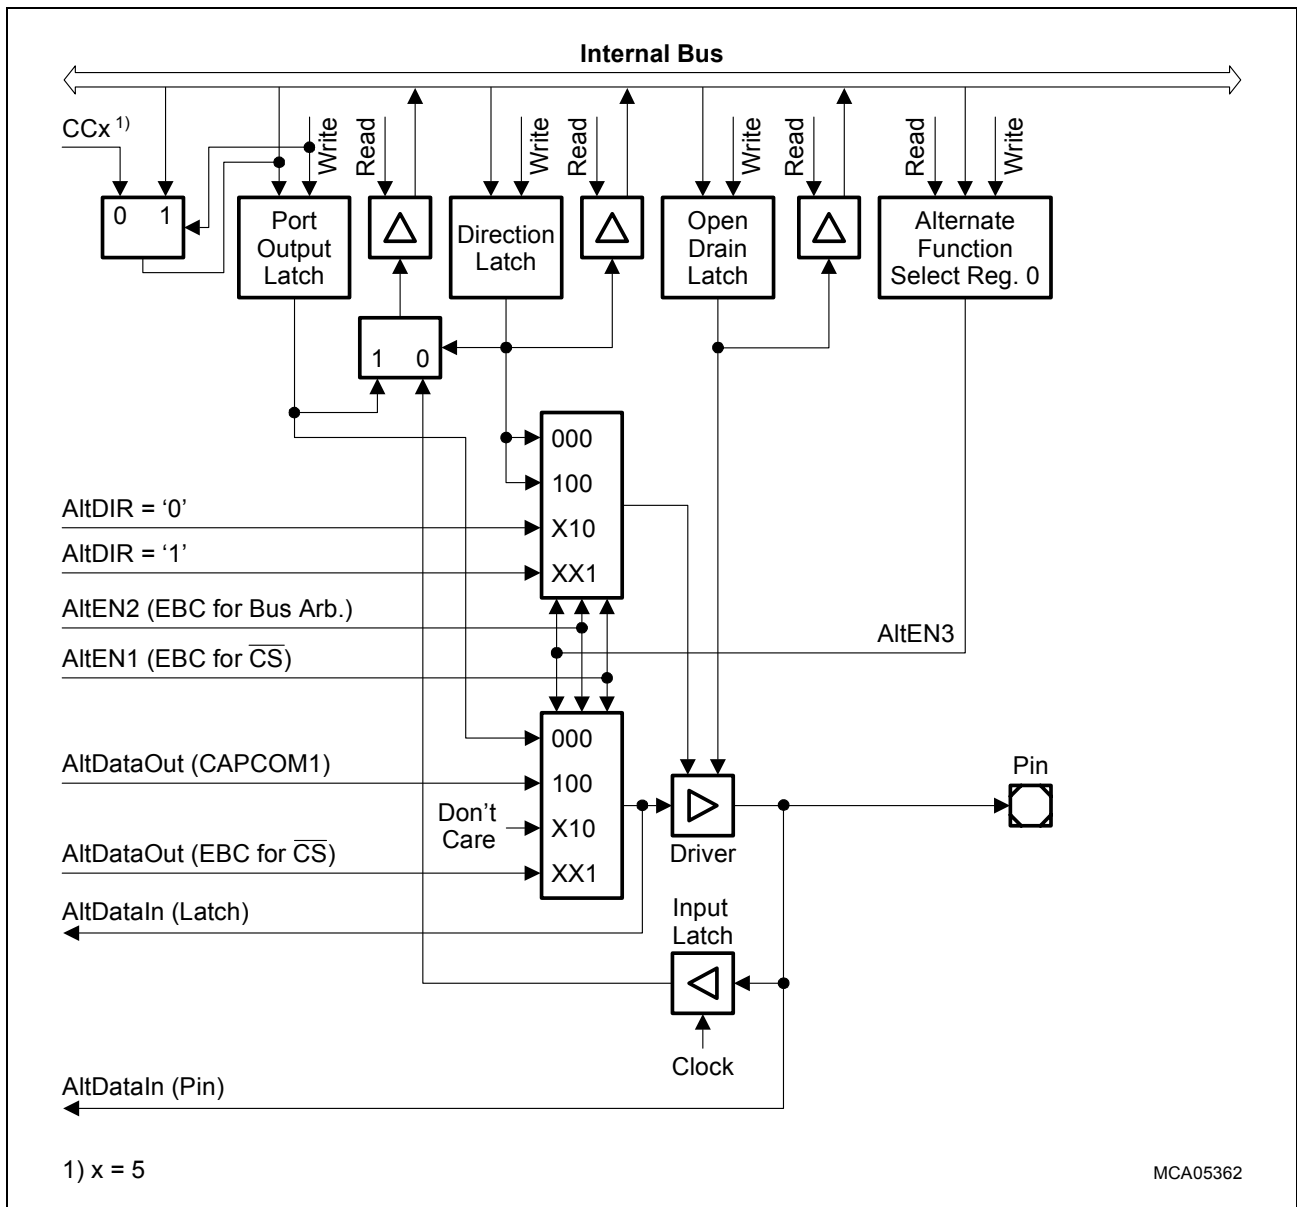 Internal Bus
CCx 1)
Write
Read
Write
Read
Write
Read
Read
Write
0 1
Port
Output
Latch
Direction
Latch
Open
Drain
Latch
Alternate
Function
Select Reg. 0
1 0
000
100
X10
XX1
AltDIR = ‘0’
AltDIR = ‘1’
AltEN2 (EBC for Bus Arb.)
AltEN1 (EBC for C̅S̅)
AltEN3
000
100
X10
XX1
AltDataOut (CAPCOM1)
Don’t
Care
AltDataOut (EBC for C̅S̅)
AltDataIn (Latch)
Driver
Pin
Input
Latch
Clock
AltDataIn (Pin)
1) x = 5
MCA05362